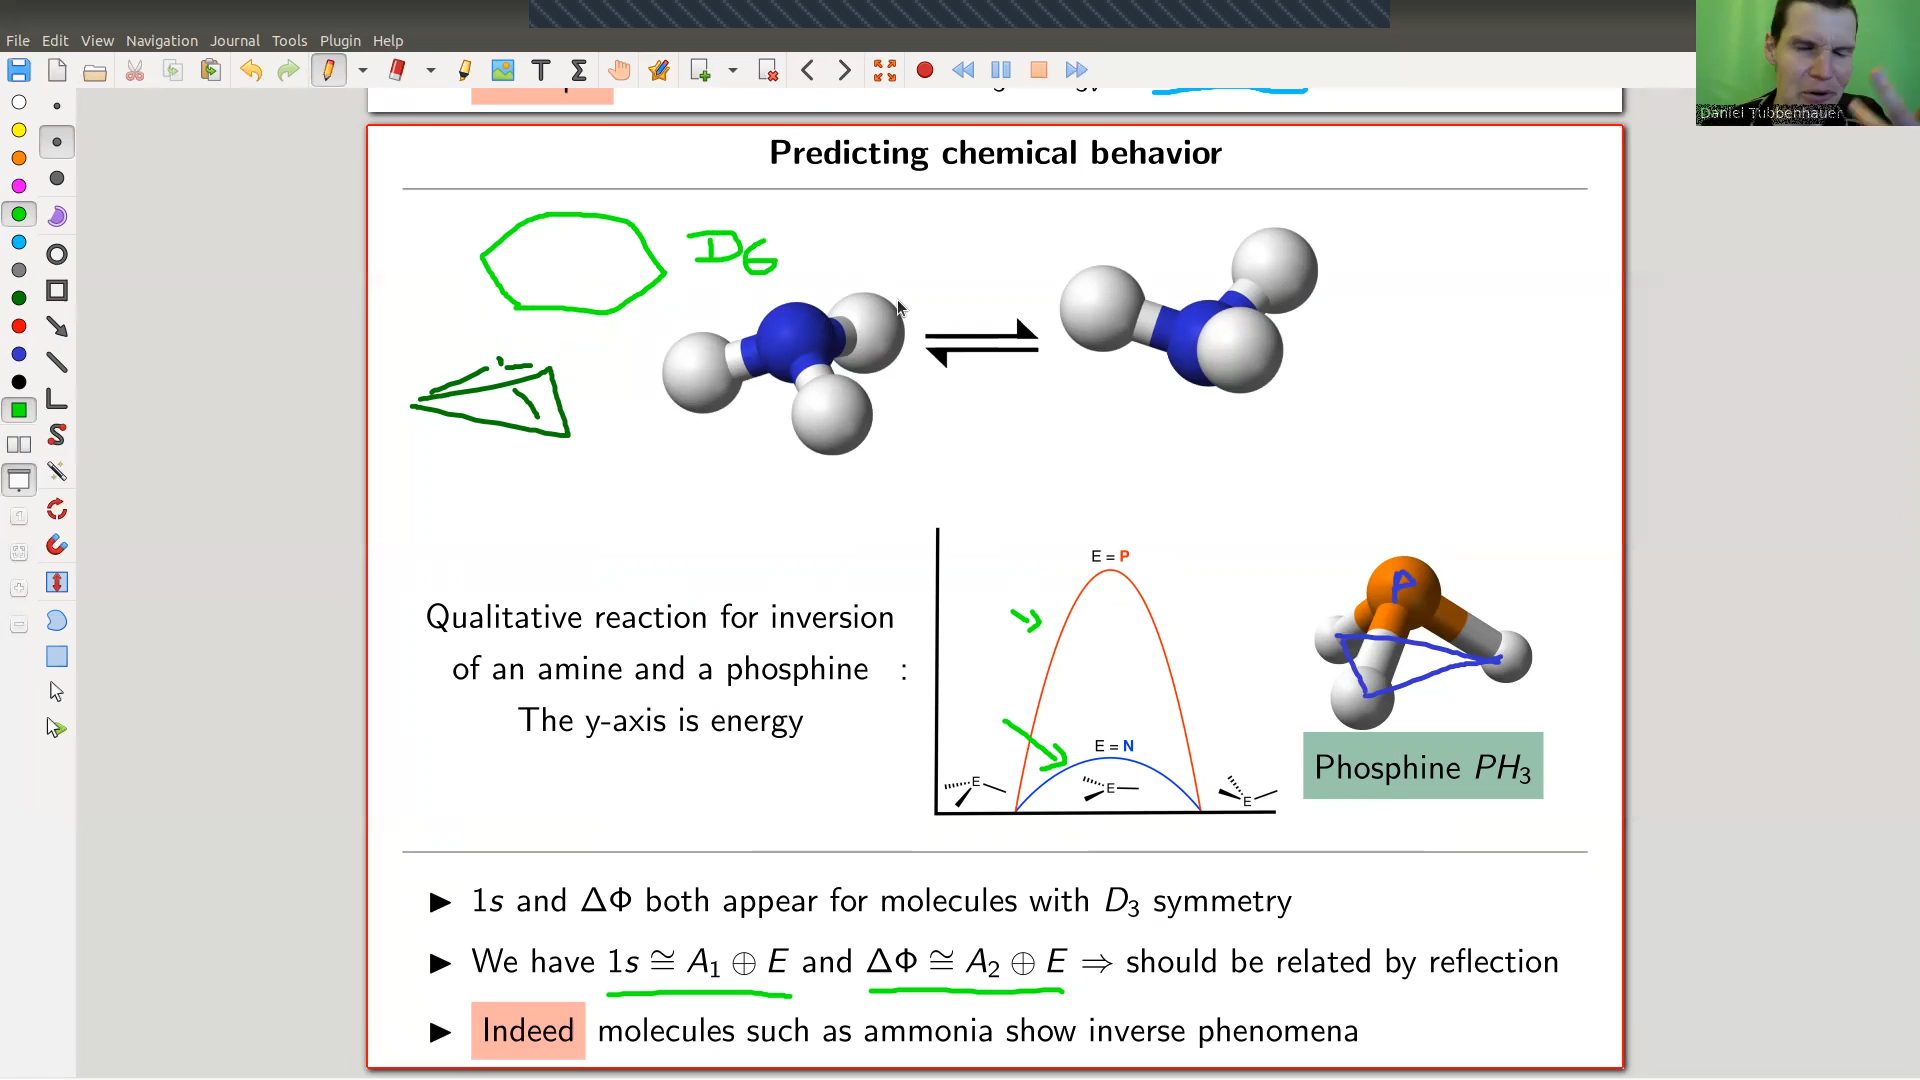 File Edit View Navigation Journal Tools Plugin Help
Daniel Tubbenhauer
Predicting chemical behavior
D6
E = P
P
Qualitative reaction for inversion
of an amine and a phosphine :
The y-axis is energy
E = N
E
E
E
Phosphine PH₃
▶ 1s and ΔΦ both appear for molecules with D₃ symmetry
▶ We have 1s ≅ A₁ ⊕ E and ΔΦ ≅ A₂ ⊕ E ⇒ should be related by reflection
▶ Indeed molecules such as ammonia show inverse phenomena